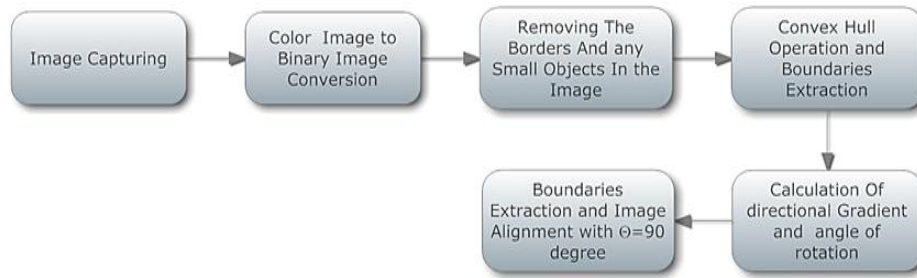 Image Capturing
Color Image to
Binary Image
Conversion
Removing The
Borders And any
Small Objects In the
Image
Convex Hull
Operation and
Boundaries
Extraction
Calculation Of
directional Gradient
and angle of
rotation
Boundaries
Extraction and Image
Alignment with Θ=90
degree